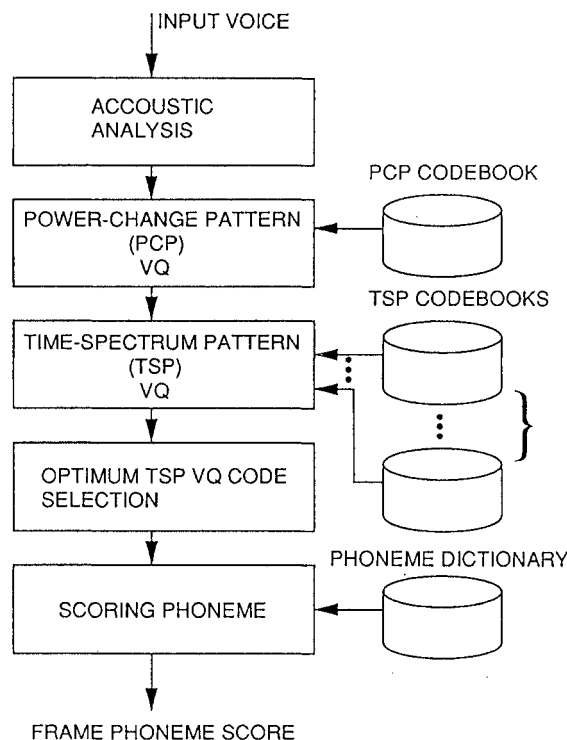 INPUT VOICE
ACCOUSTIC
ANALYSIS
PCP CODEBOOK
POWER-CHANGE PATTERN
(PCP)
VQ
TSP CODEBOOKS
TIME-SPECTRUM PATTERN
(TSP)
VQ
OPTIMUM TSP VQ CODE
SELECTION
PHONEME DICTIONARY
SCORING PHONEME
FRAME PHONEME SCORE